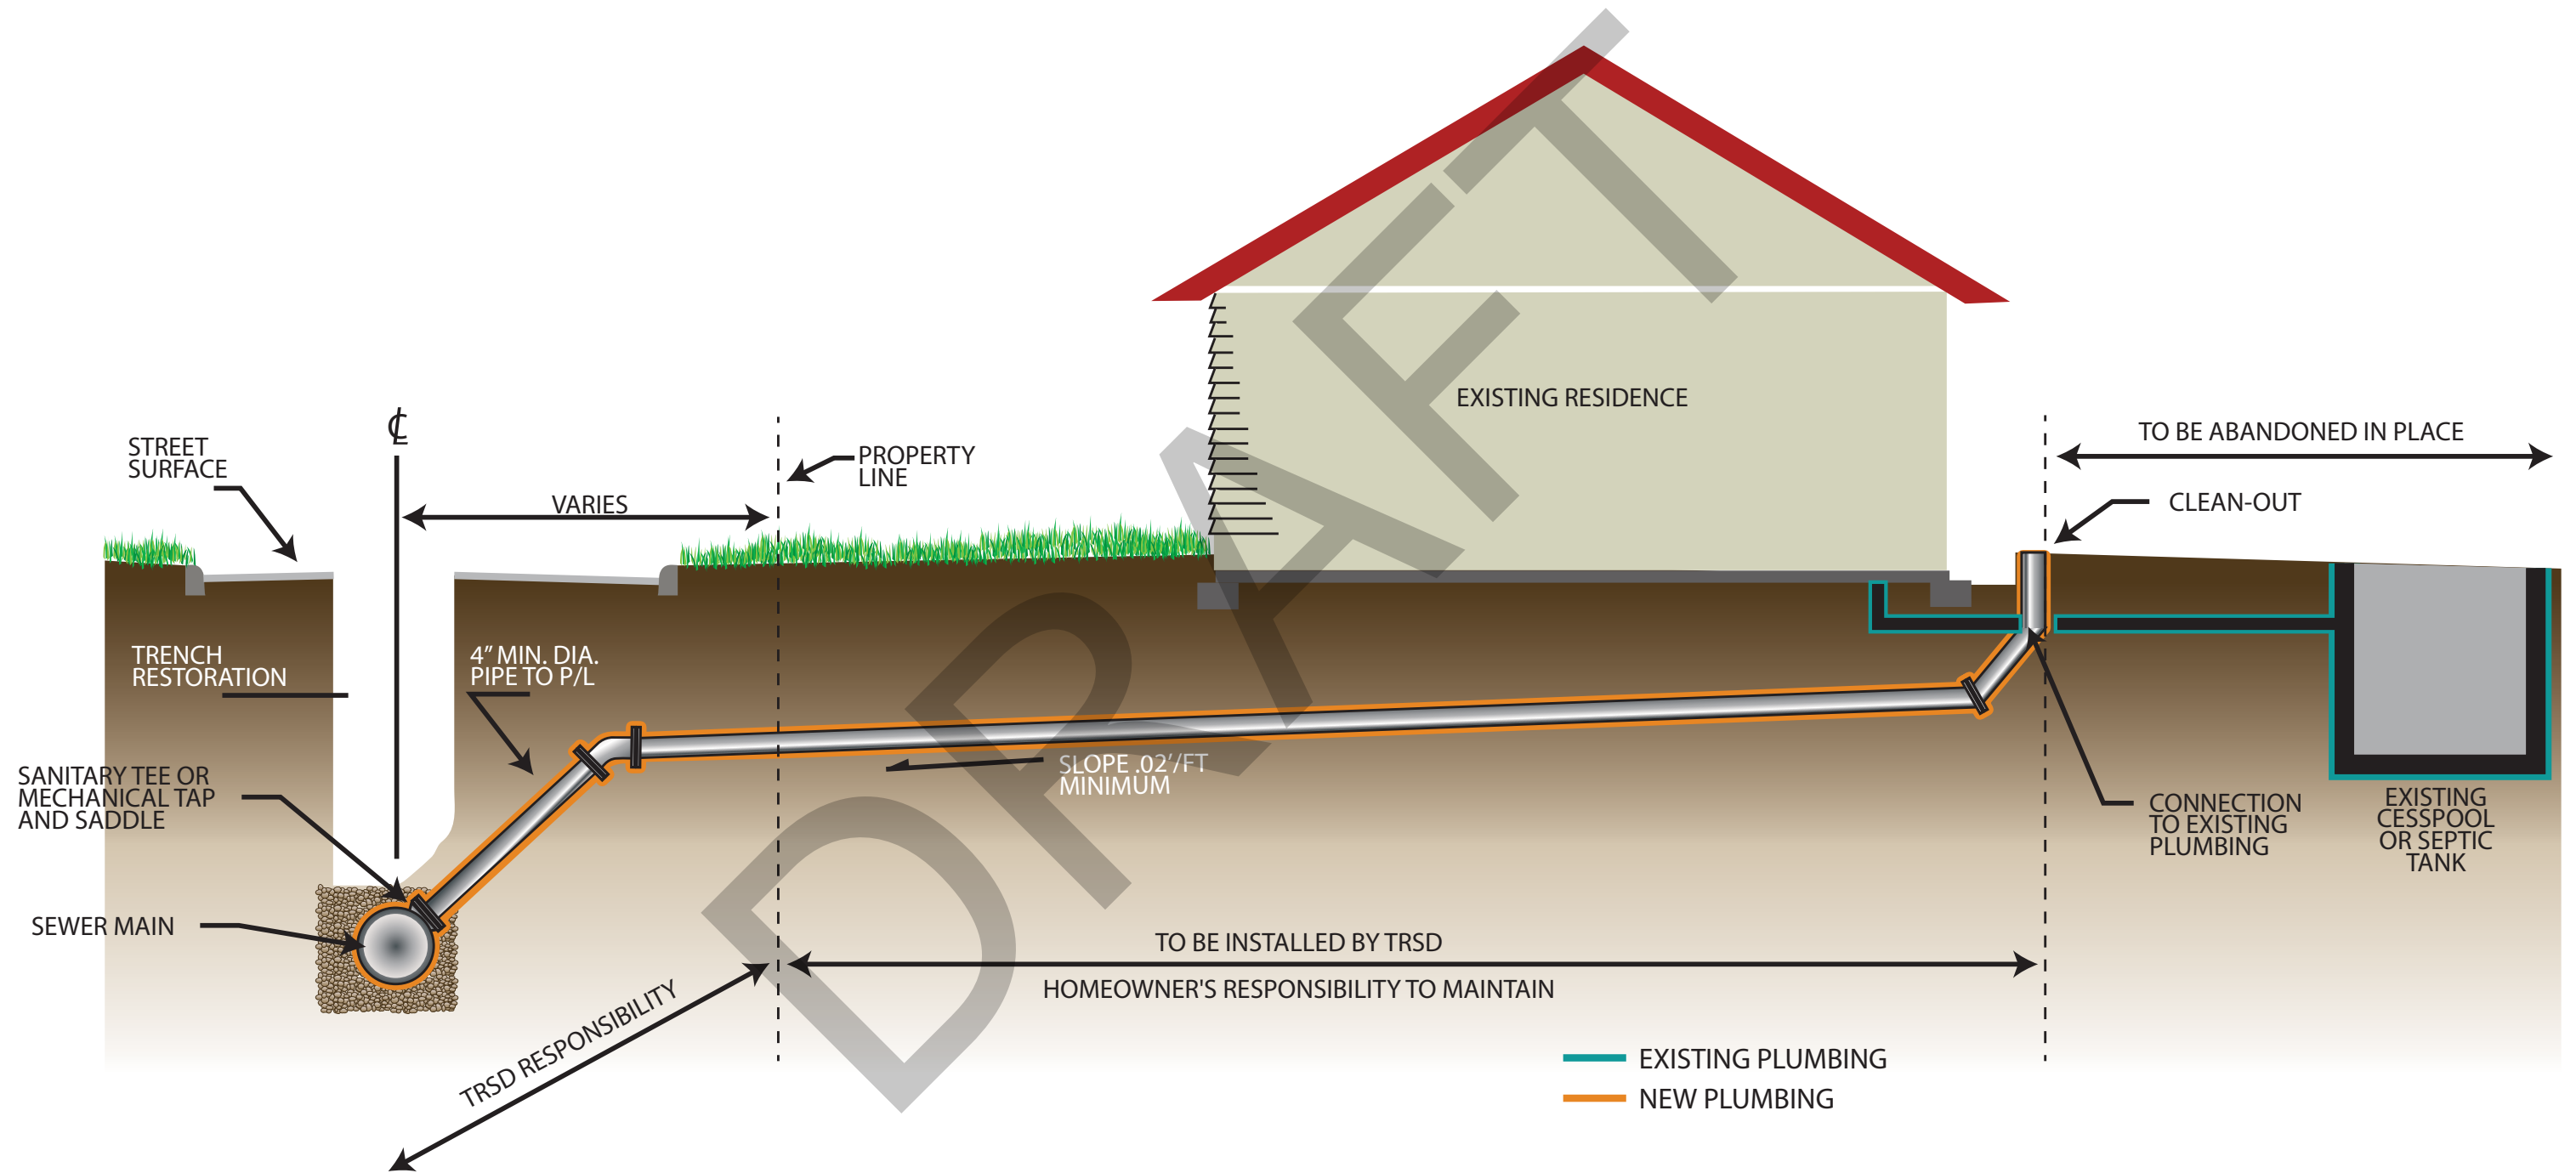 EXISTING RESIDENCE
℄
STREET
SURFACE
VARIES
PROPERTY
LINE
TO BE ABANDONED IN PLACE
CLEAN-OUT
TRENCH
RESTORATION
4" MIN. DIA.
PIPE TO P/L
SANITARY TEE OR
MECHANICAL TAP
AND SADDLE
SLOPE .02'/FT
MINIMUM
CONNECTION
TO EXISTING
PLUMBING
EXISTING
CESSPOOL
OR SEPTIC
TANK
SEWER MAIN
TO BE INSTALLED BY TRSD
HOMEOWNER'S RESPONSIBILITY TO MAINTAIN
TRSD RESPONSIBILITY
EXISTING PLUMBING
NEW PLUMBING
DRAFT